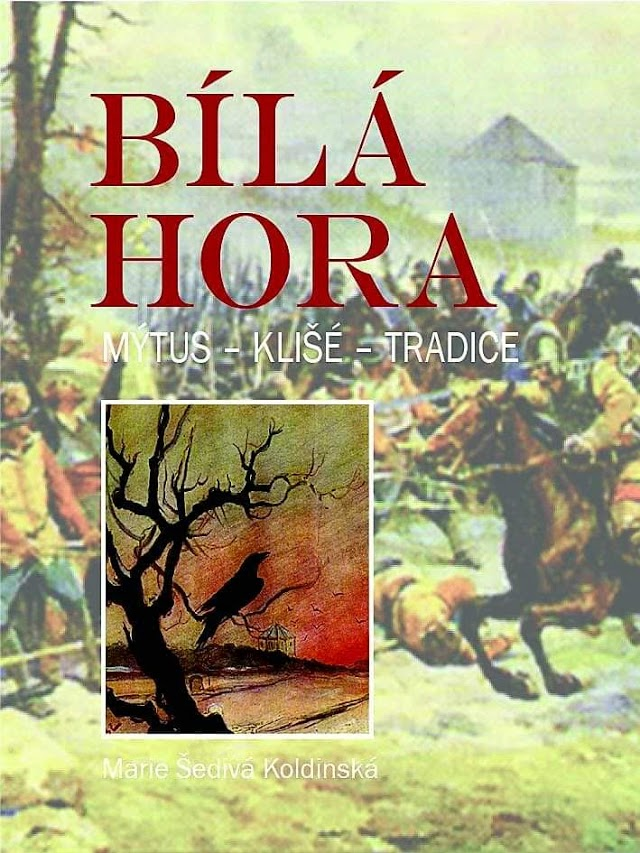 BÍLÁ
HORA
MÝTUS – KLIŠÉ – TRADICE
Marie Šedivá Koldinská